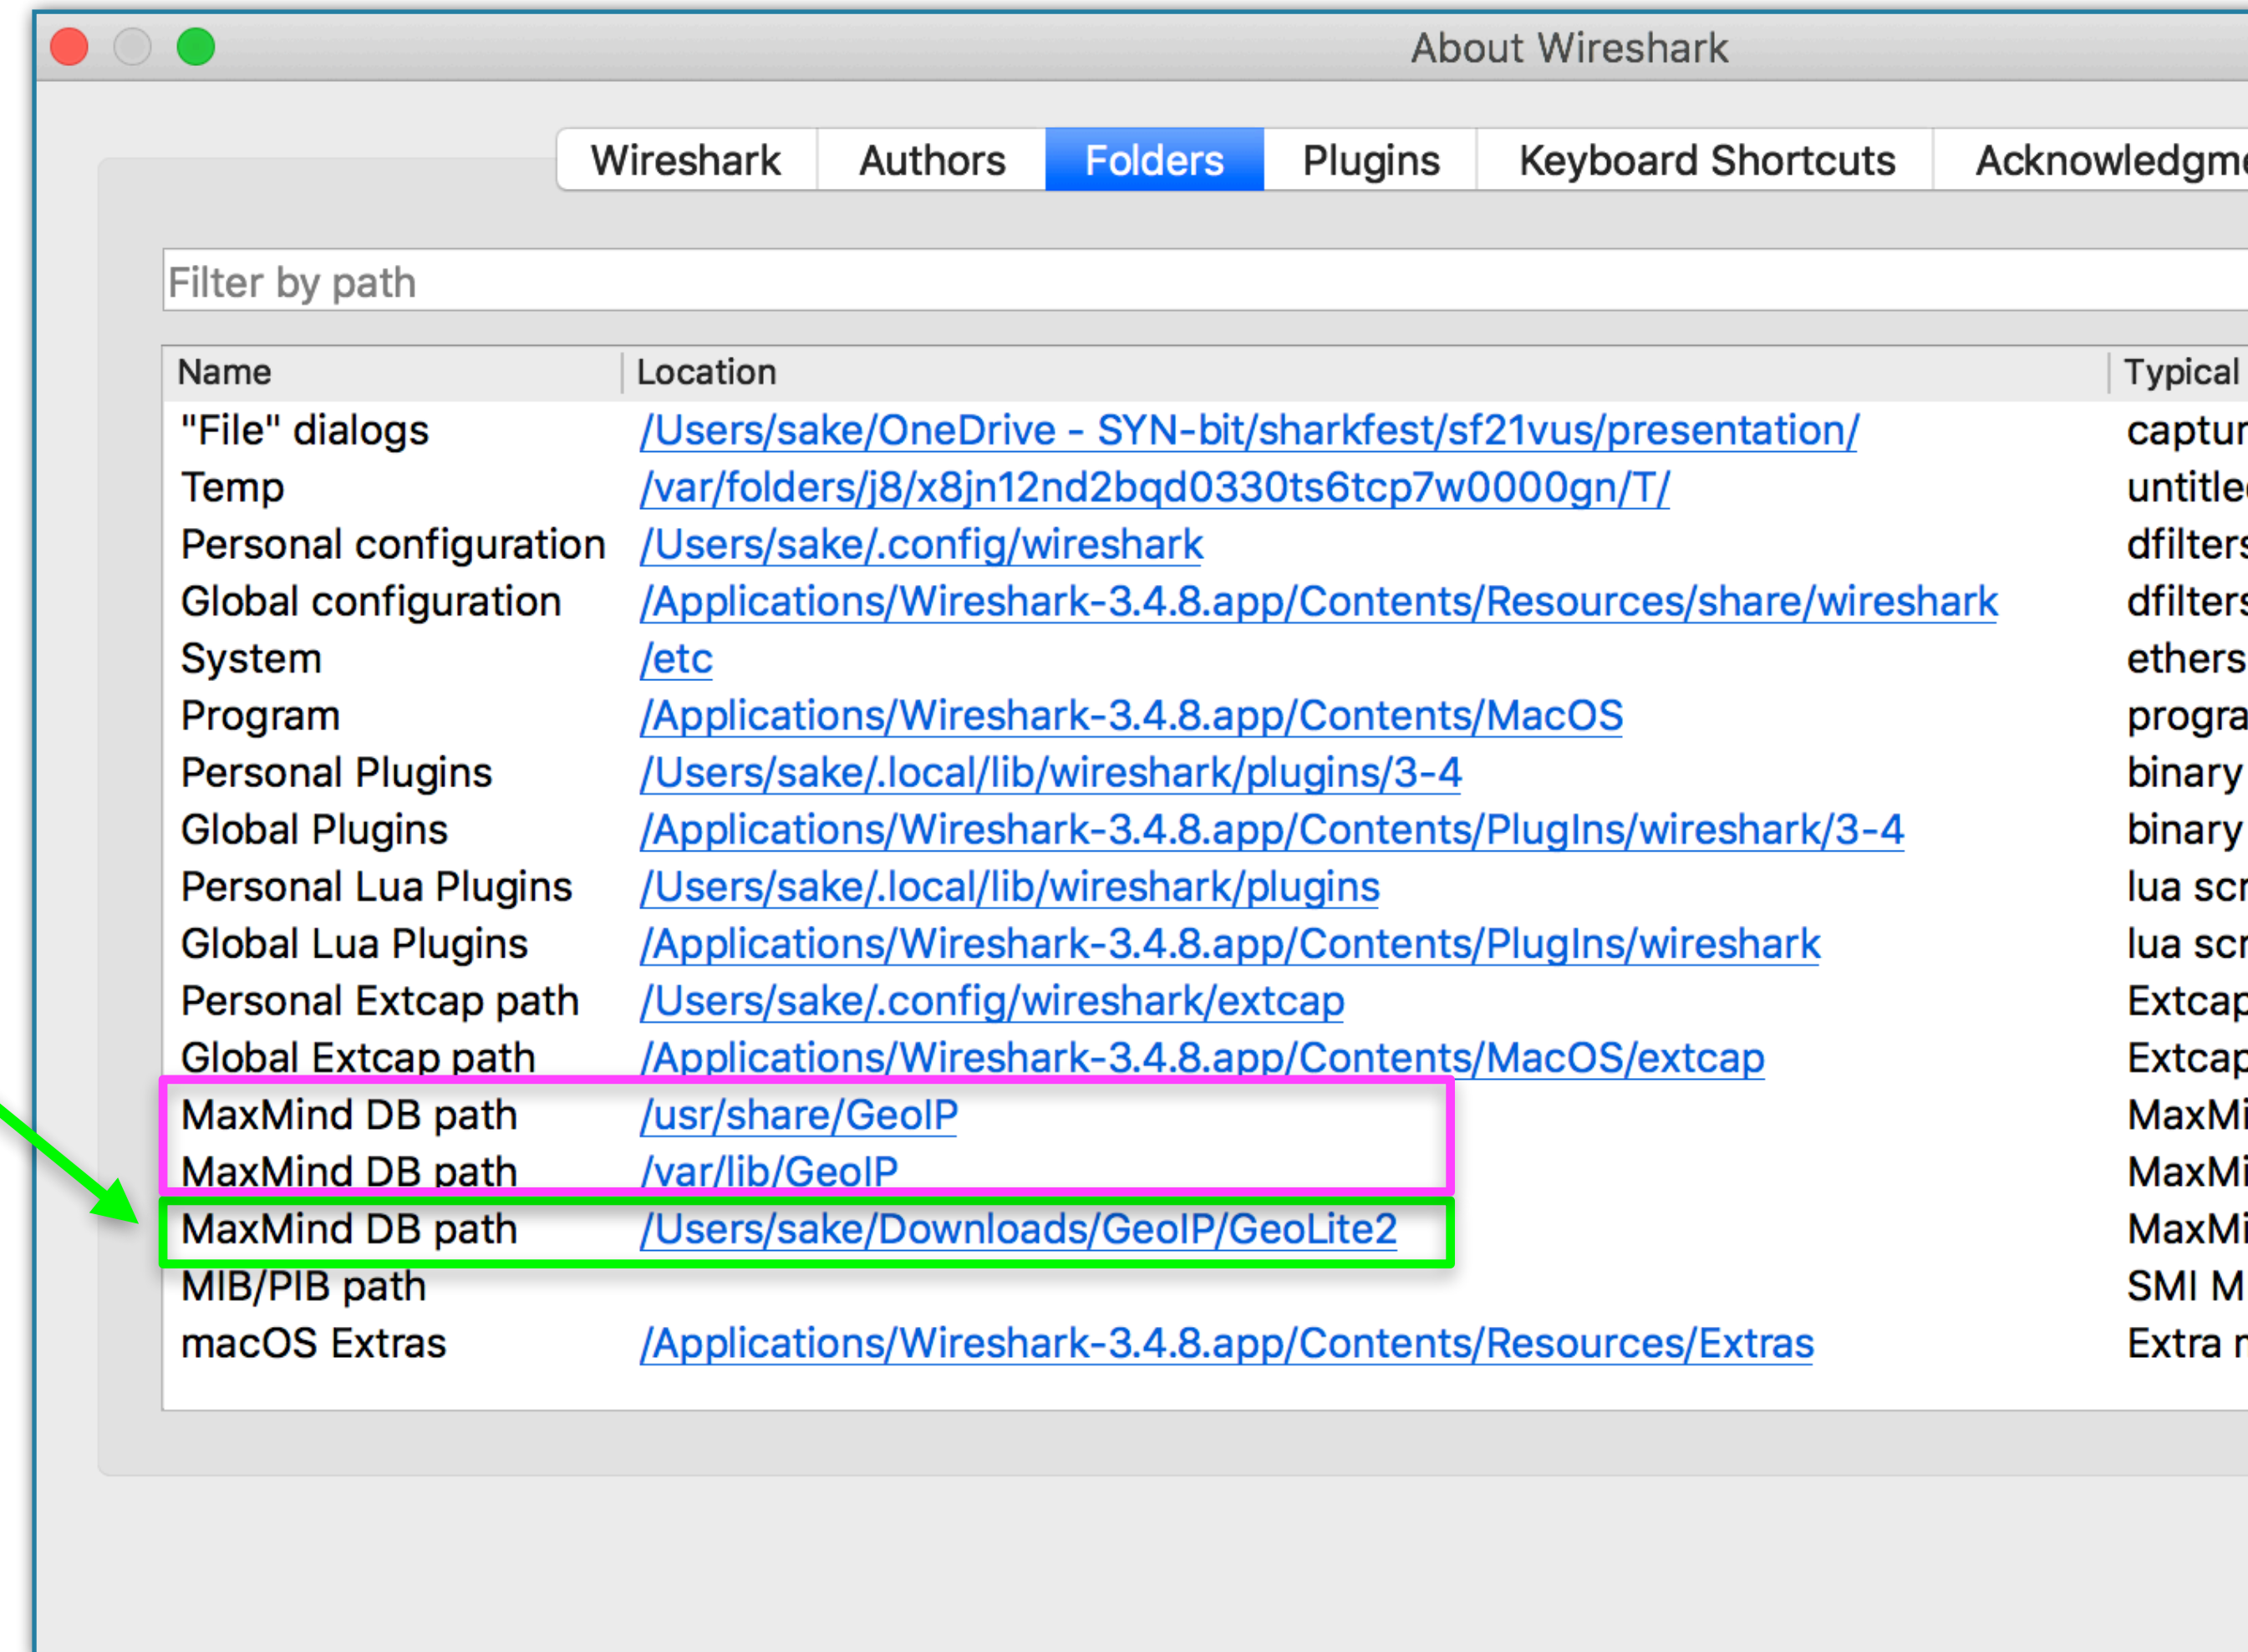 About Wireshark
Wireshark Authors Folders Plugins Keyboard Shortcuts
Filter by path
Name Location Typical
"File" dialogs /Users/sake/OneDrive - SYN-bit/sharkfest/sf21vus/presentation/
Temp /var/folders/j8/x8jn12nd2bqd0330ts6tcp7w0000gn/T/
Personal configuration /Users/sake/.config/wireshark
Global configuration /Applications/Wireshark-3.4.8.app/Contents/Resources/share/wireshark
System /etc ethers
Program /Applications/Wireshark-3.4.8.app/Contents/MacOS
Personal Plugins /Users/sake/.local/lib/wireshark/plugins/3-4 binary
Global Plugins /Applications/Wireshark-3.4.8.app/Contents/PlugIns/wireshark/3-4 binary
Personal Lua Plugins /Users/sake/.local/lib/wireshark/plugins lua
Global Lua Plugins /Applications/Wireshark-3.4.8.app/Contents/PlugIns/wireshark lua
Personal Extcap path /Users/sake/.config/wireshark/extcap Extcap
Global Extcap path /Applications/Wireshark-3.4.8.app/Contents/MacOS/extcap Extcap
MaxMind DB path /usr/share/GeoIP
MaxMind DB path /var/lib/GeoIP
MaxMind DB path /Users/sake/Downloads/GeoIP/GeoLite2
MIB/PIB path SMI
macOS Extras /Applications/Wireshark-3.4.8.app/Contents/Resources/Extras Extra